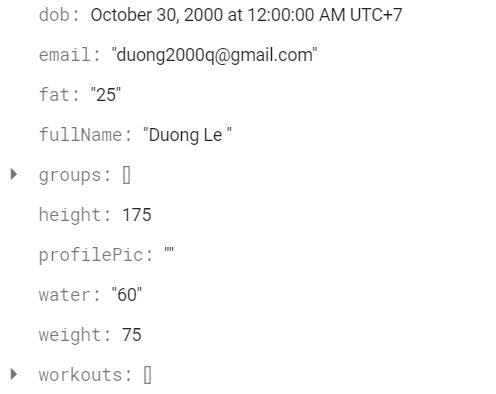 dob: October 30, 2000 at 12:00:00 AM UTC+7
email: "duong2000q@gmail.com"
fat: "25"
fullName: "Duong Le "
groups: []
height: 175
profilePic: ""
water: "60"
weight: 75
workouts: []